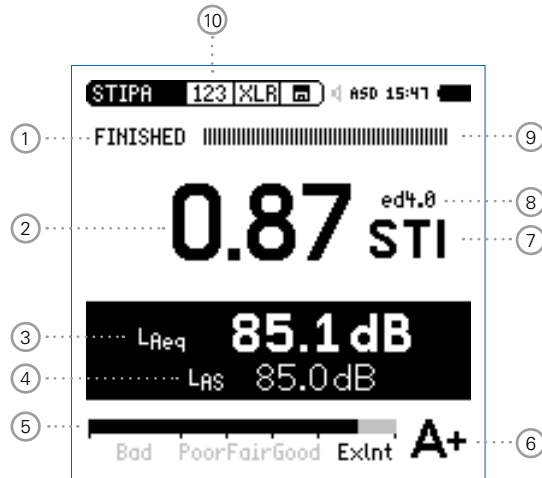 10
STIPA 123 XLR ASD 15:47
1 FINISHED 9
ed4.0 8
2 0.87 STI 7
3 LAeq 85.1 dB
4 LAS 85.0 dB
5
Bad Poor Fair Good Exlnt A+ 6